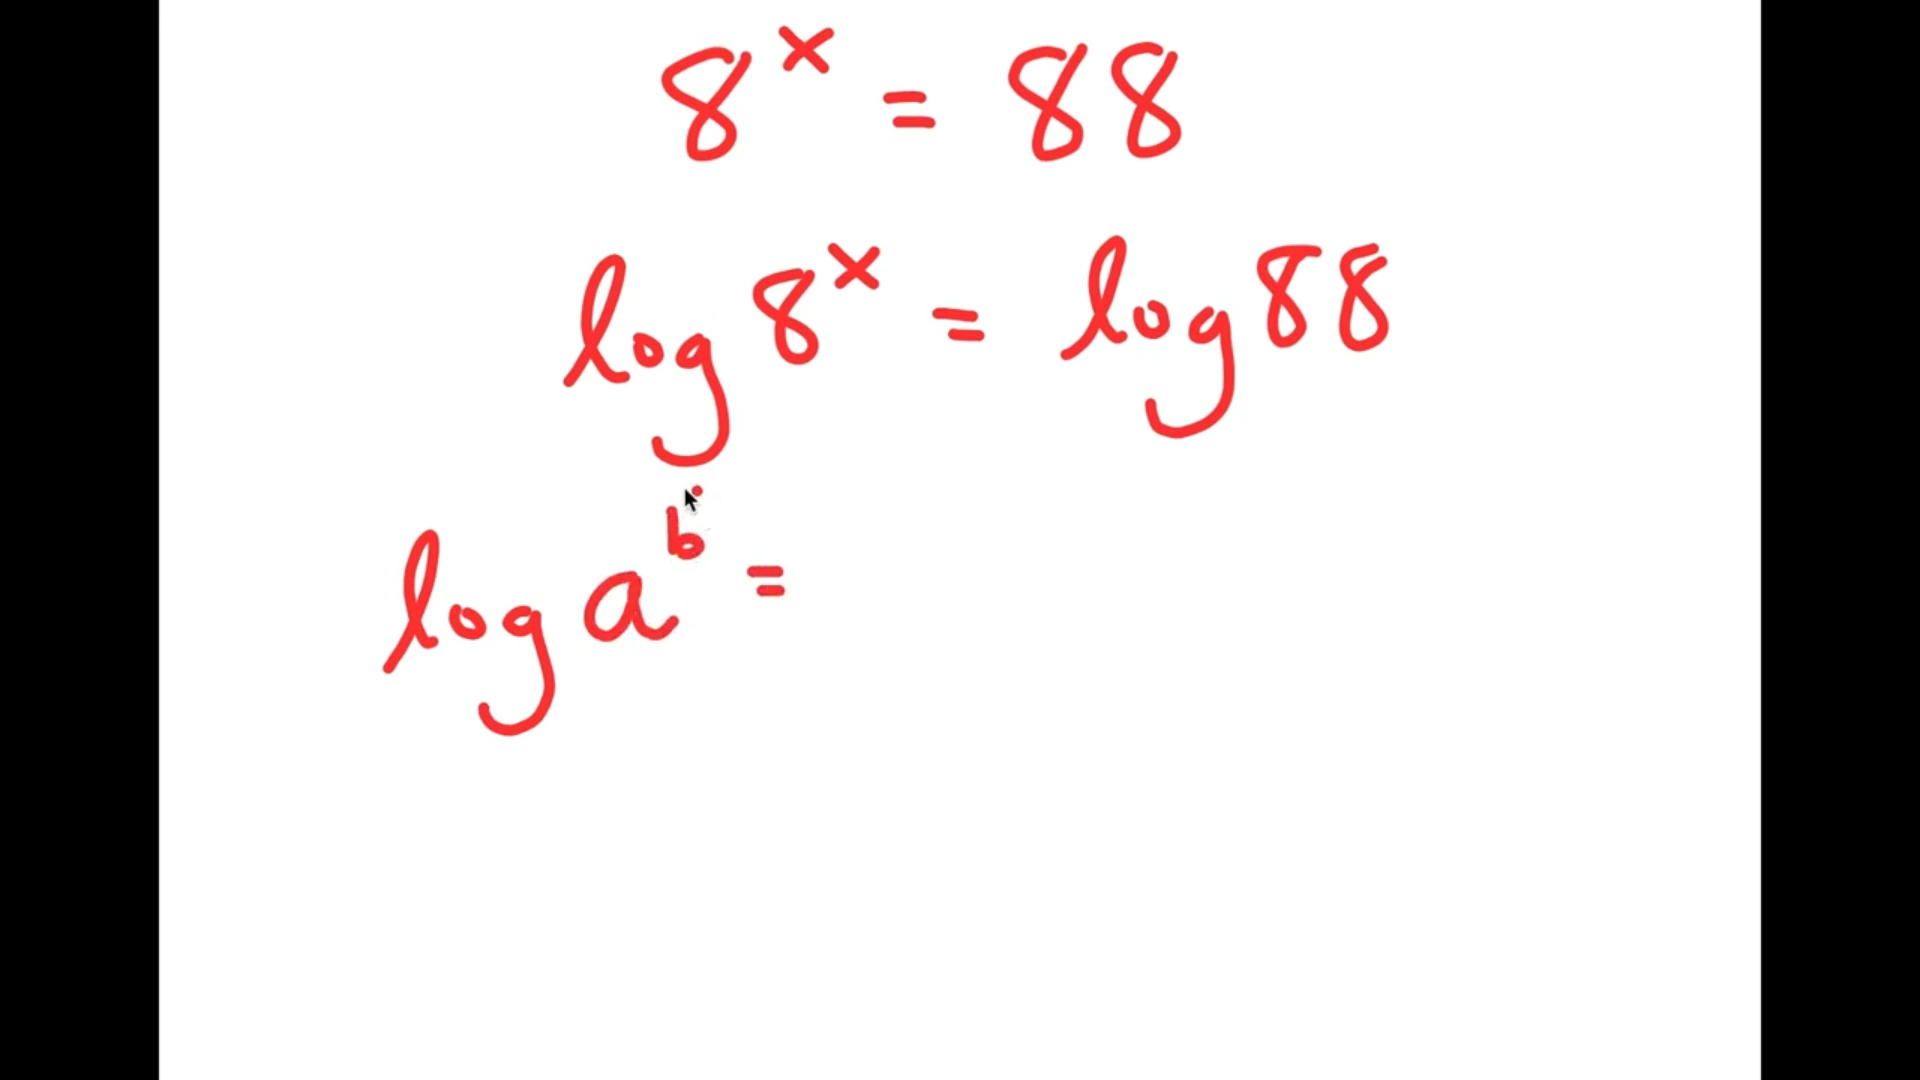 8^x = 88
log 8^x = log 88
log a^b =